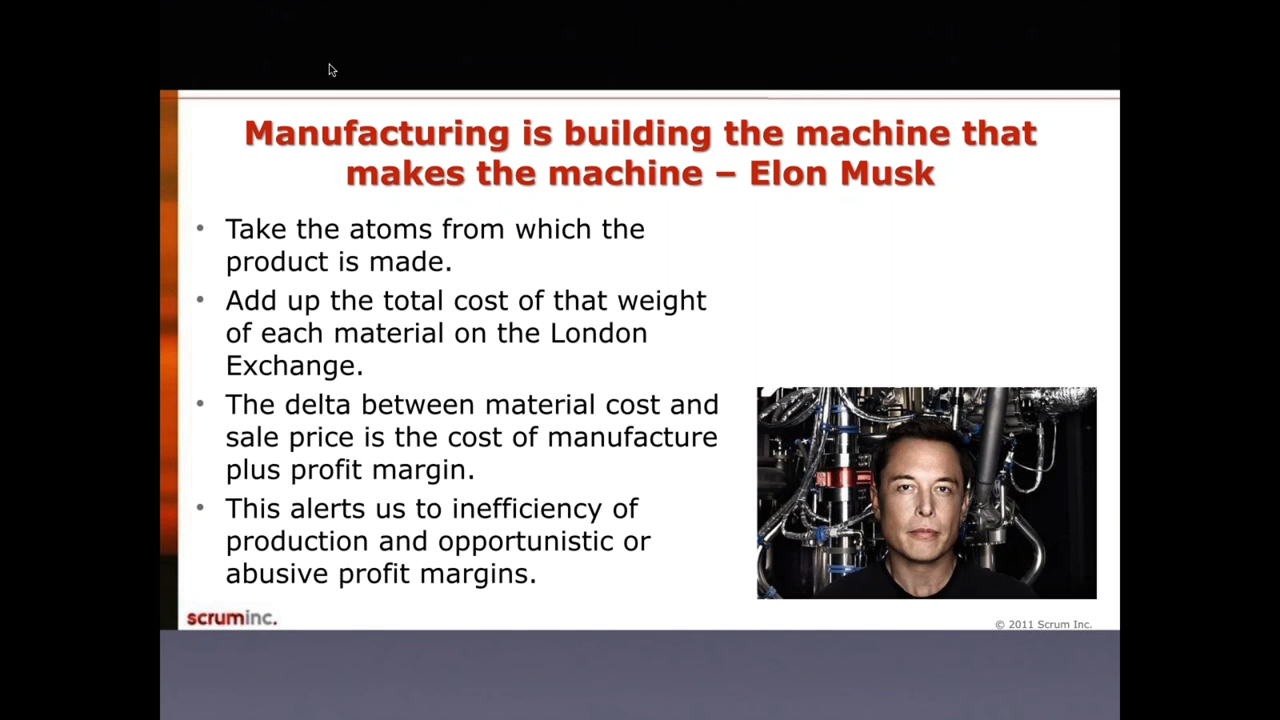 Manufacturing is building the machine that
makes the machine – Elon Musk
• Take the atoms from which the
product is made.
• Add up the total cost of that weight
of each material on the London
Exchange.
• The delta between material cost and
sale price is the cost of manufacture
plus profit margin.
• This alerts us to inefficiency of
production and opportunistic or
abusive profit margins.
scruminc.
© 2011 Scrum Inc.